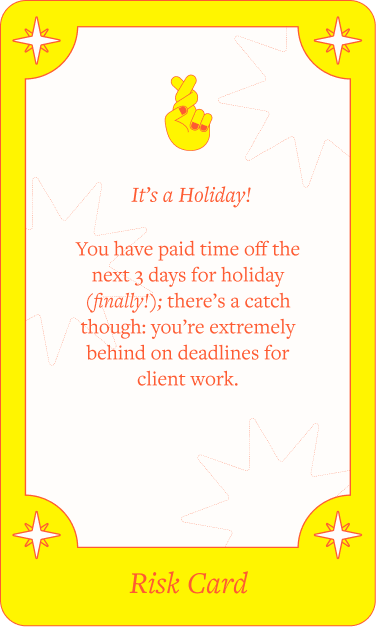 It’s a Holiday!
You have paid time off the
next 3 days for holiday
(finally!); there’s a catch
though: you’re extremely
behind on deadlines for
client work.
Risk Card